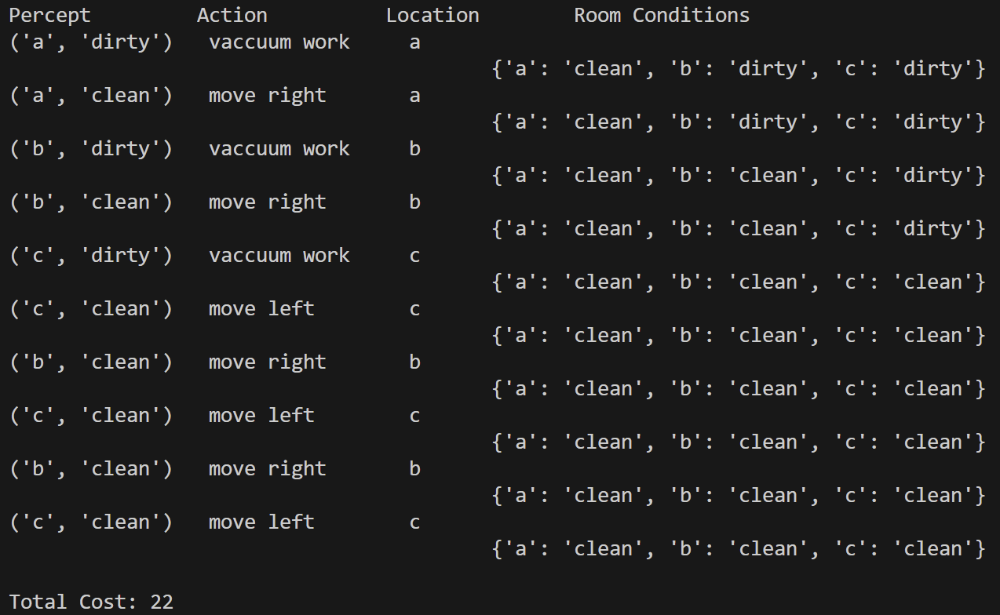 Percept Action Location Room Conditions
('a', 'dirty') vaccuum work a
{'a': 'clean', 'b': 'dirty', 'c': 'dirty'}
('a', 'clean') move right a
{'a': 'clean', 'b': 'dirty', 'c': 'dirty'}
('b', 'dirty') vaccuum work b
{'a': 'clean', 'b': 'clean', 'c': 'dirty'}
('b', 'clean') move right b
{'a': 'clean', 'b': 'clean', 'c': 'dirty'}
('c', 'dirty') vaccuum work c
{'a': 'clean', 'b': 'clean', 'c': 'clean'}
('c', 'clean') move left c
{'a': 'clean', 'b': 'clean', 'c': 'clean'}
('b', 'clean') move right b
{'a': 'clean', 'b': 'clean', 'c': 'clean'}
('c', 'clean') move left c
{'a': 'clean', 'b': 'clean', 'c': 'clean'}
('b', 'clean') move right b
{'a': 'clean', 'b': 'clean', 'c': 'clean'}
('c', 'clean') move left c
{'a': 'clean', 'b': 'clean', 'c': 'clean'}
Total Cost: 22